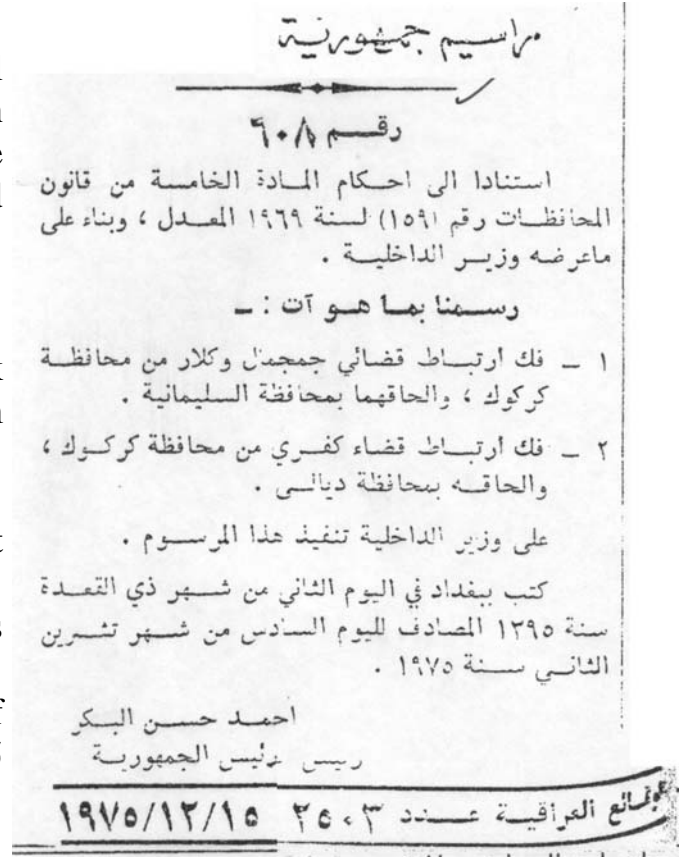 مراسيم جمهورية
رقم ٦٠٨
استنادا الى احكام المادة الخامسة من قانون
المحافظات رقم (١٥٩) لسنة ١٩٦٩ المعدل ، وبناء على
ماعرضه وزير الداخلية .
رسمنا بما هو آت : ـ
١ ـ فك ارتباط قضائي جمجمال وكلار من محافظة
كركوك ، والحاقهما بمحافظة السليمانية .
٢ ـ فك ارتباط قضاء كفري من محافظة كركوك ،
والحاقه بمحافظة ديالى .
على وزير الداخلية تنفيذ هذا المرسوم .
كتب ببغداد في اليوم الثاني من شهر ذي القعدة
سنة ١٣٩٥ المصادف لليوم السادس من شهر تشرين
الثاني سنة ١٩٧٥ .
احمد حسن البكر
رئيس الجمهورية
الوقائع العراقية عدد ٢٥٠٣ ١٩٧٥/١٢/١٥